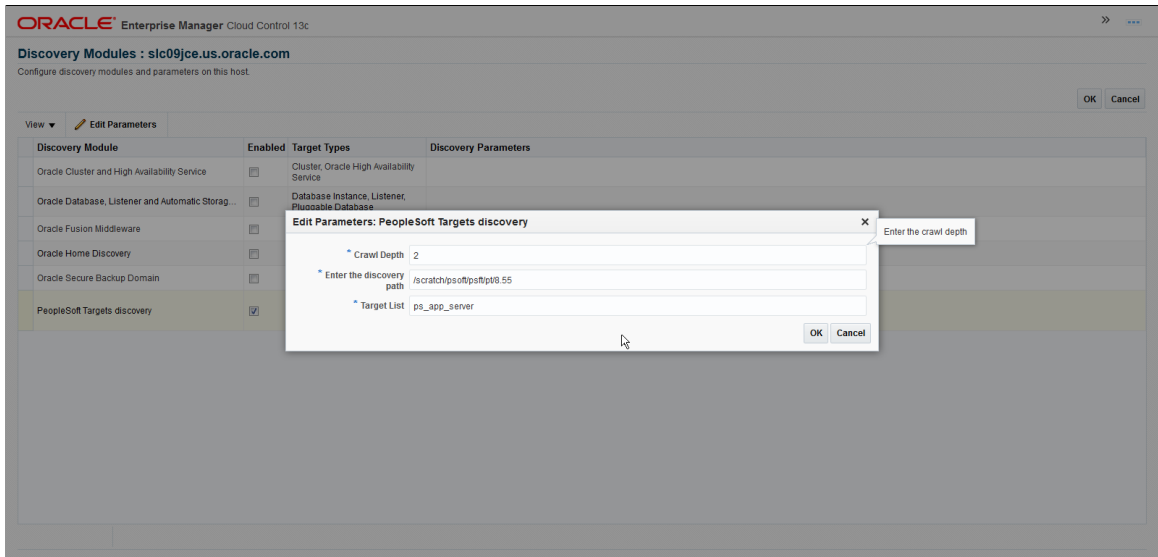 ORACLE Enterprise Manager Cloud Control 13c
Discovery Modules : slc09jce.us.oracle.com
Configure discovery modules and parameters on this host.
OK Cancel
View Edit Parameters
Discovery Module Enabled Target Types Discovery Parameters
Oracle Cluster and High Availability Service
Cluster, Oracle High Availability
Service
Oracle Database, Listener and Automatic Storag...
Database Instance, Listener,
Pluggable Database
Oracle Fusion Middleware
Oracle Home Discovery
Oracle Secure Backup Domain
PeopleSoft Targets discovery
Edit Parameters: PeopleSoft Targets discovery
Enter the crawl depth
* Crawl Depth 2
* Enter the discovery
path /scratch/psoft/psft/pt/8.55
* Target List ps_app_server
OK Cancel